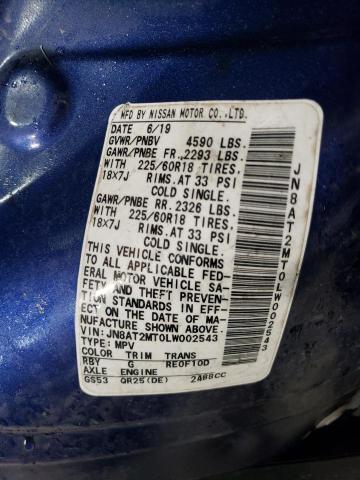 MFD BY NISSAN MOTOR CO.,LTD.
DATE 6/19
GVWR/PNBV 4590 LBS.
GAWR/PNBE FR.2293 LBS.
WITH 225/60R18 TIRES,
18X7J RIMS.AT 33 PSI
COLD SINGLE.
GAWR/PNBE RR.2326 LBS.
WITH 225/60R18 TIRES,
18X7J RIMS.AT 33 PSI
COLD SINGLE.
THIS VEHICLE CONFORMS
TO ALL APPLICABLE FED-
ERAL MOTOR VEHICLE SA-
FETY AND THEFT PREVEN-
TION STANDARDS IN EFF-
ECT ON THE DATE OF MA-
NUFACTURE SHOWN ABOVE.
VIN:JN8AT2MT0LW002543
TYPE: MPV
COLOR TRIM TRANS
RBY G RE0F10D
AXLE ENGINE
GS53 QR25(DE) 2488CC
JN8AT2MT0LW002543